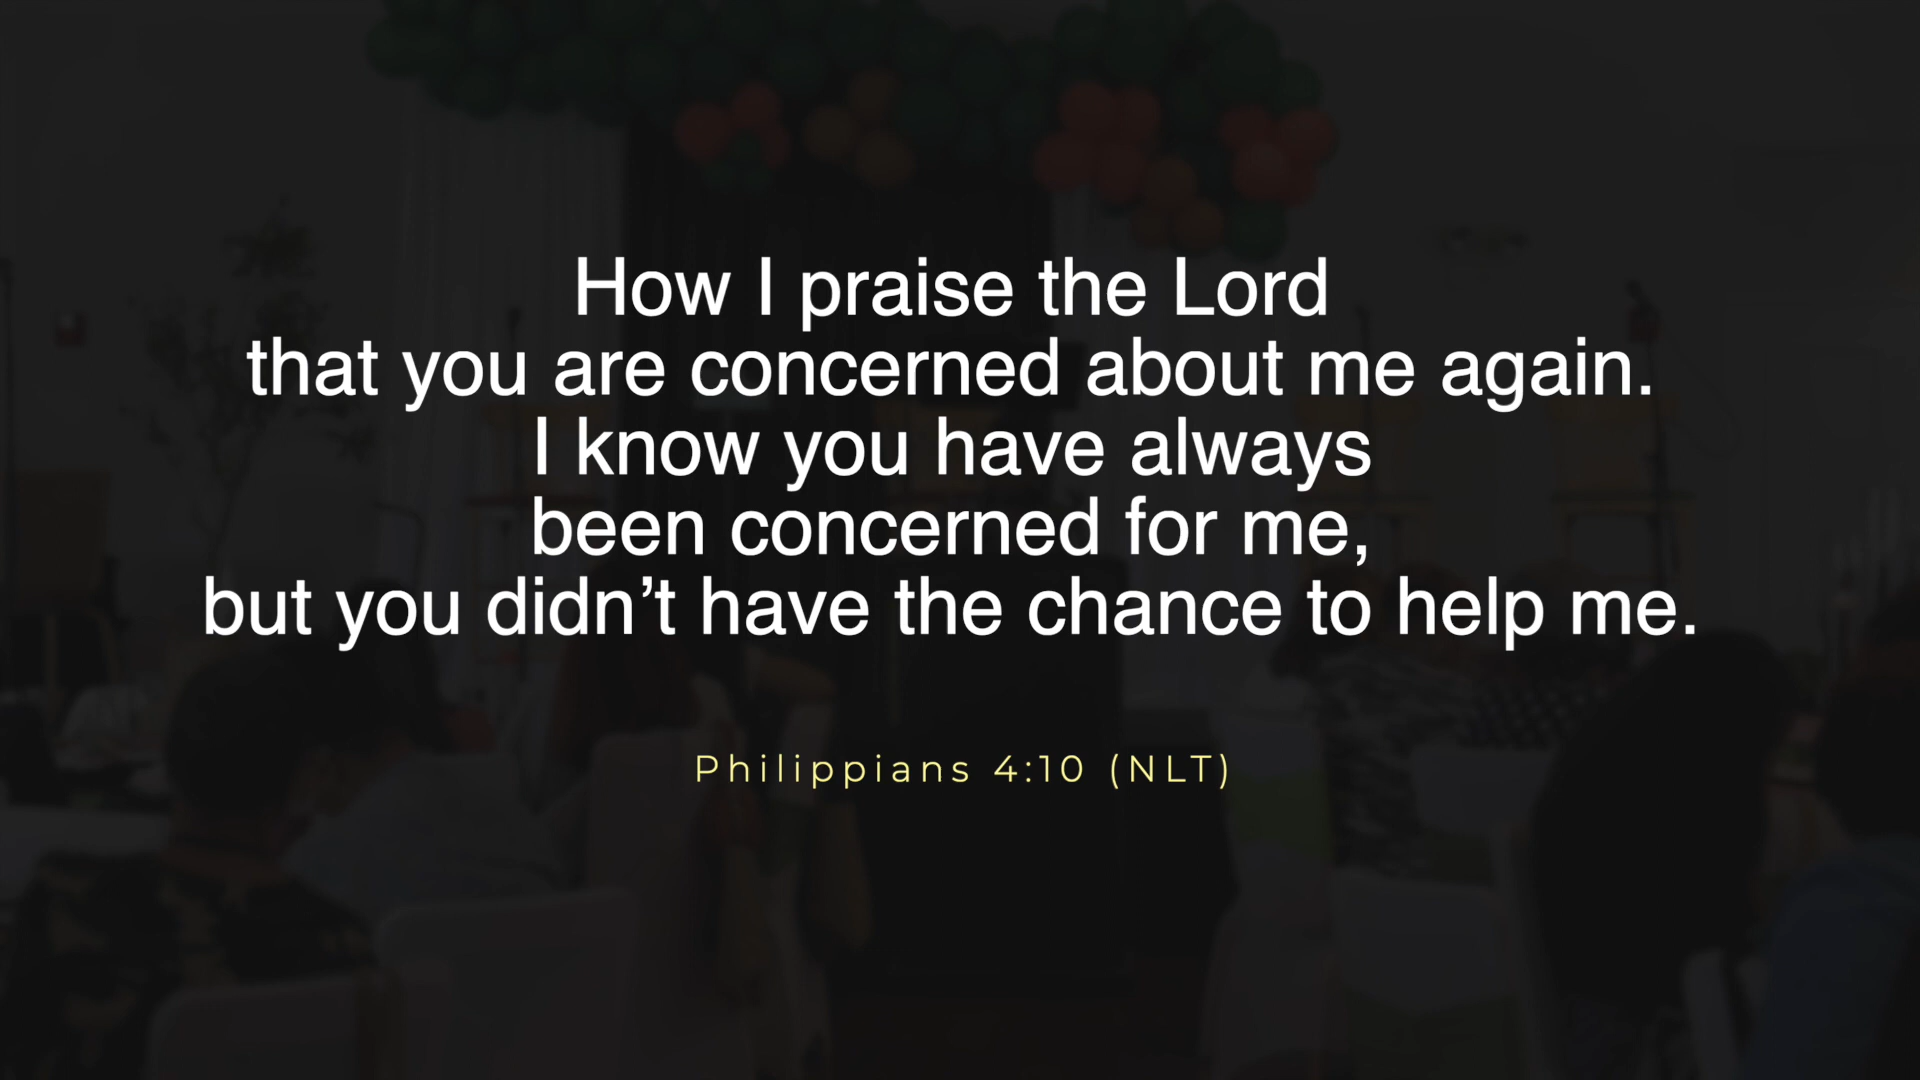 How I praise the Lord
that you are concerned about me again.
I know you have always
been concerned for me,
but you didn’t have the chance to help me.
Philippians 4:10 (NLT)